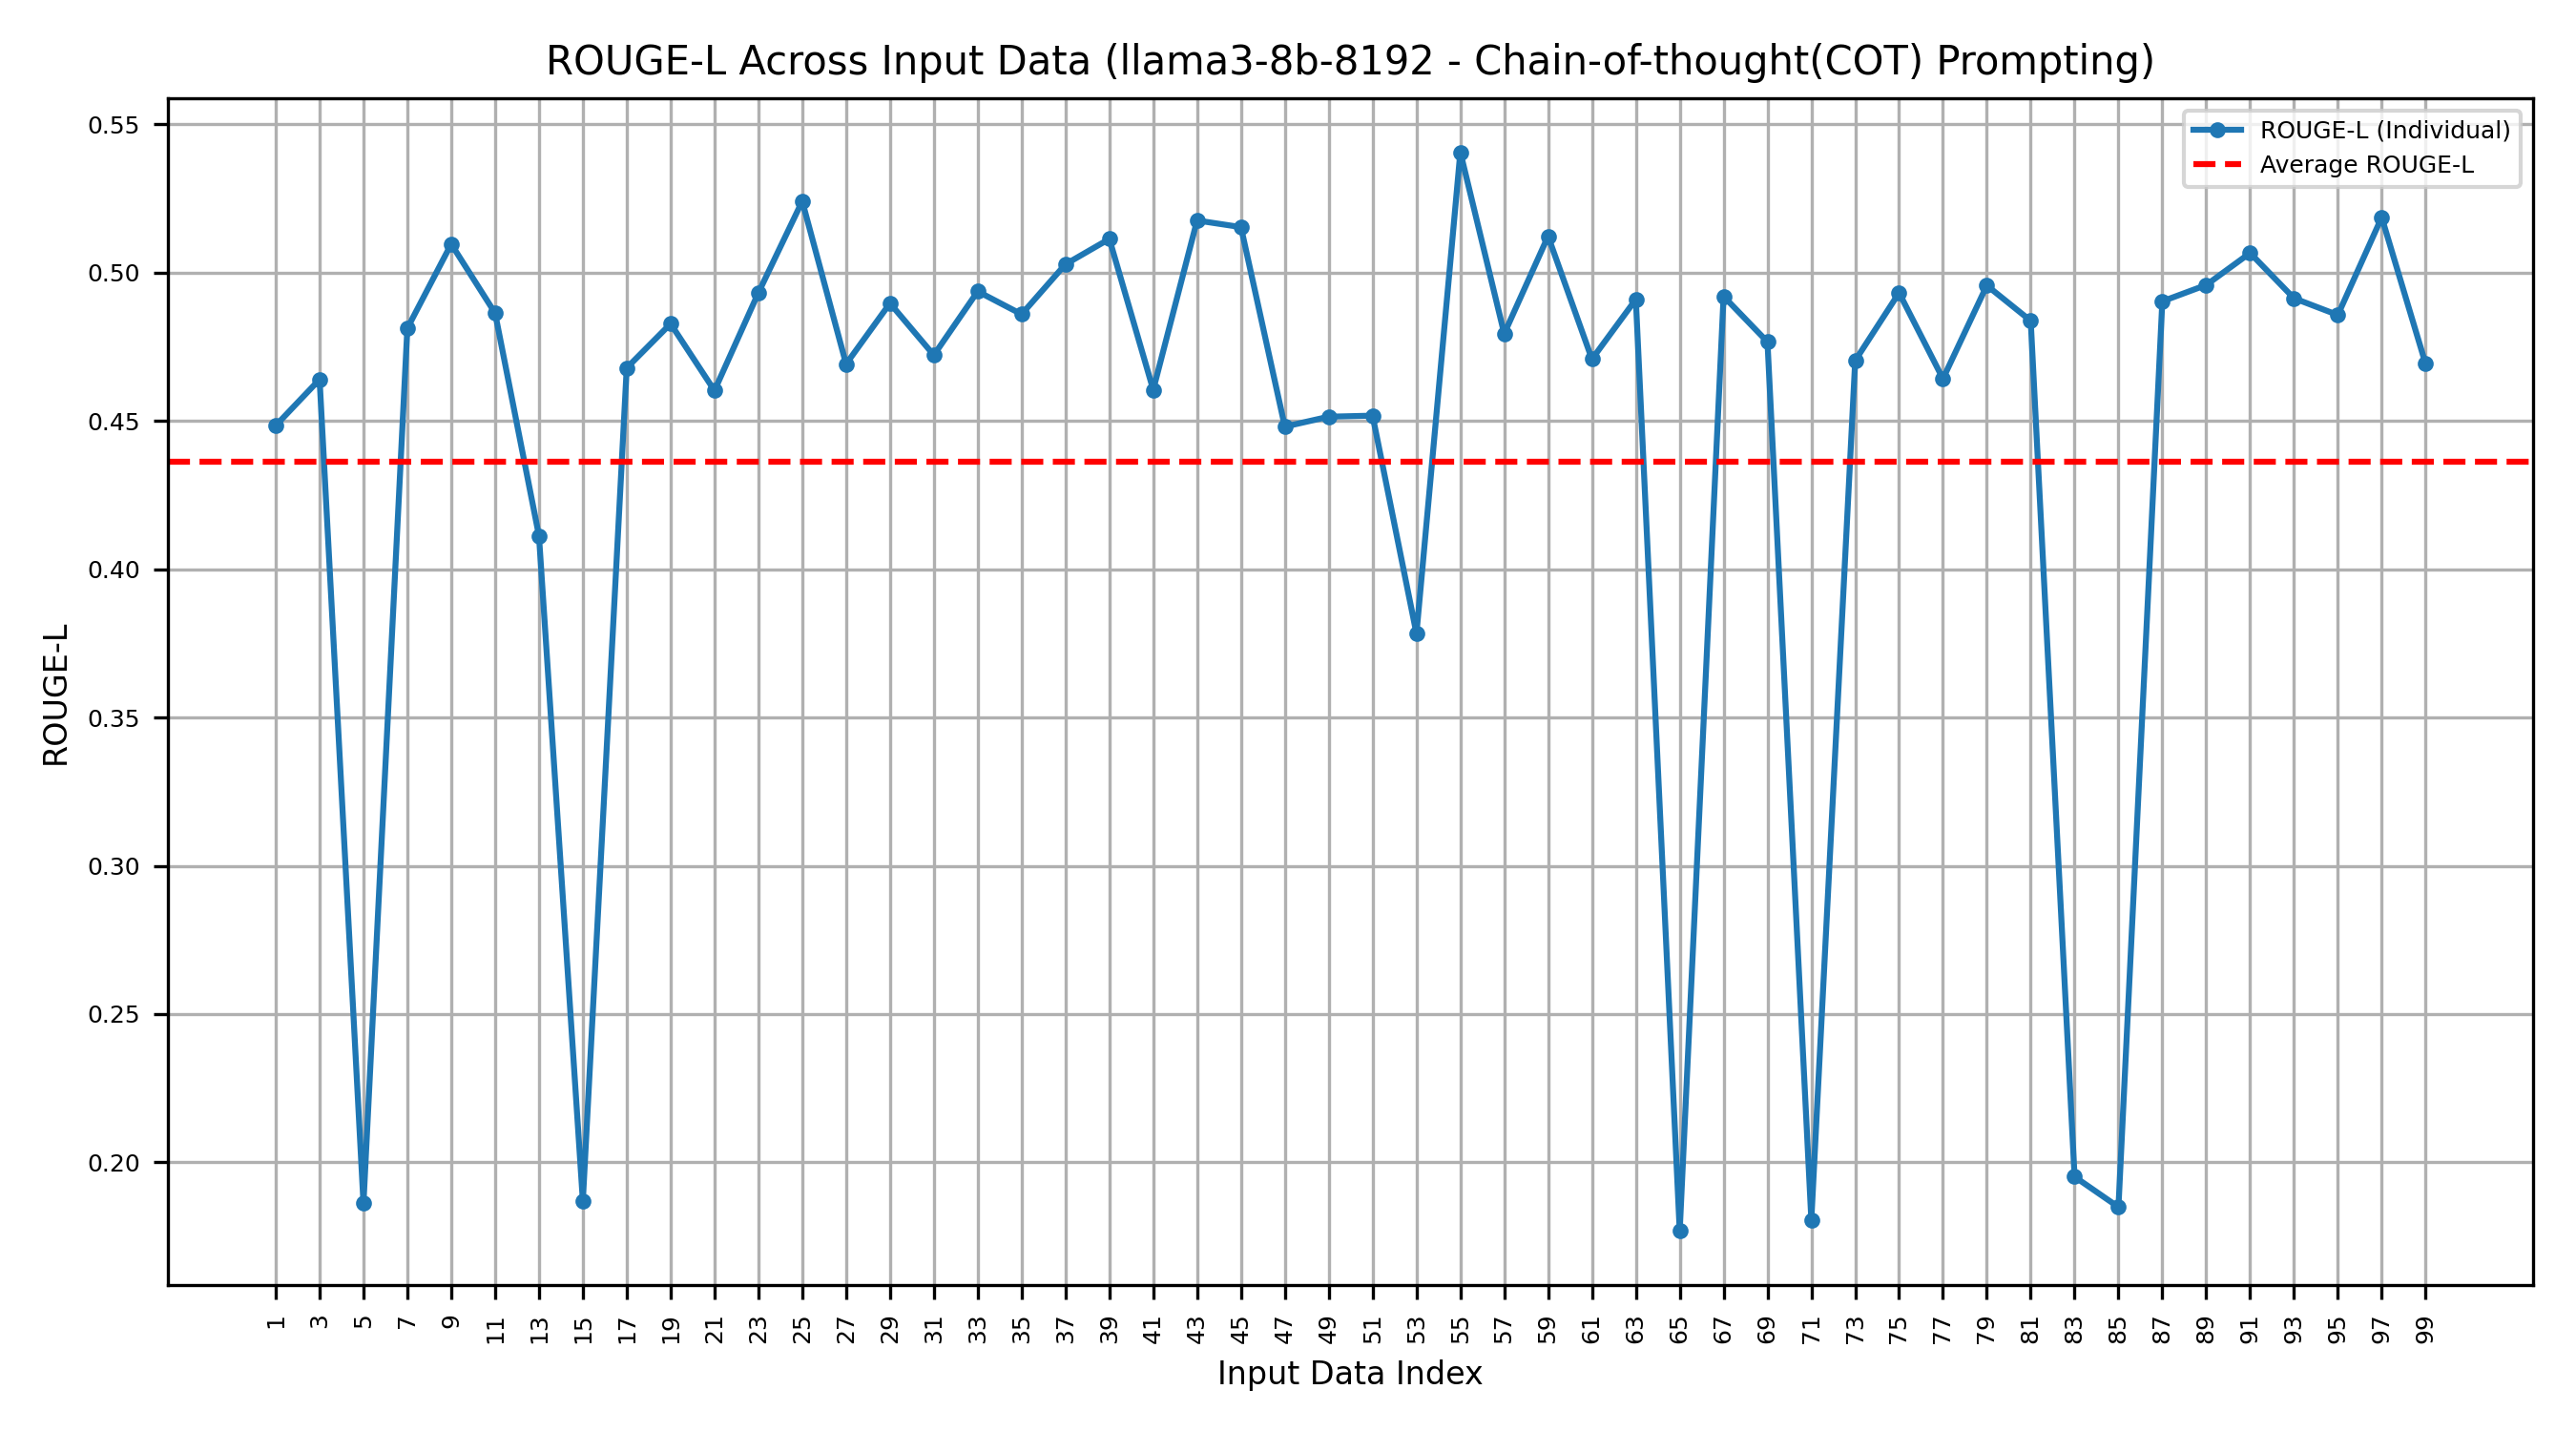 ROUGE-L Across Input Data (llama3-8b-8192 - Chain-of-thought(COT) Prompting)
ROUGE-L (Individual)
Average ROUGE-L
0.55
0.50
0.45
0.40
0.35
0.30
0.25
0.20
ROUGE-L
1 3 5 7 9 11 13 15 17 19 21 23 25 27 29 31 33 35 37 39 41 43 45 47 49 51 53 55 57 59 61 63 65 67 69 71 73 75 77 79 81 83 85 87 89 91 93 95 97 99
Input Data Index